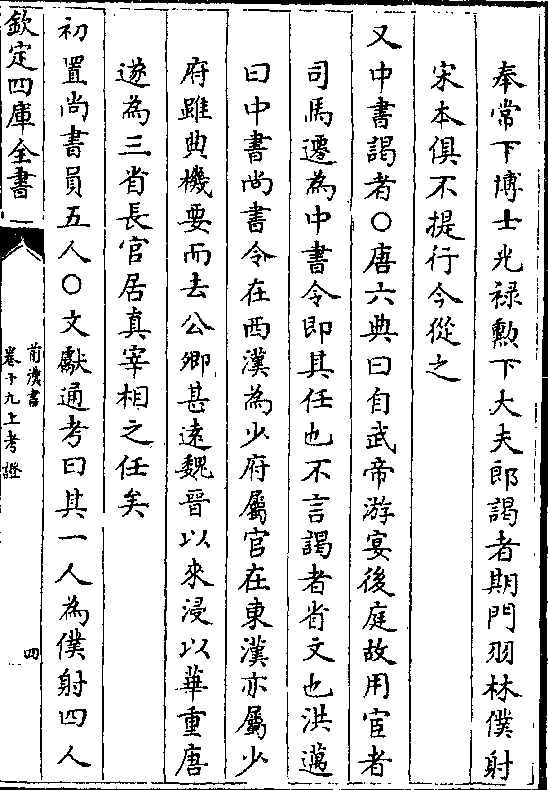 奉常下博士光禄勲下大夫郎謁者期門羽林僕射
宋本俱不提行今從之
又中書謁者○唐六典曰自武帝游宴後庭故用宦者
司馬遷為中書令即其任也不言謁者省文也洪邁
曰中書尚書令在西漢為少府屬官在東漢亦屬少
府雖典機要而去公卿甚遠魏晉以來浸以華重唐
遂為三省長官居真宰相之任矣
初置尚書員五人○文獻通考曰其一人為僕射四人
欽定四庫全書
前漢書
卷十九上考證
四